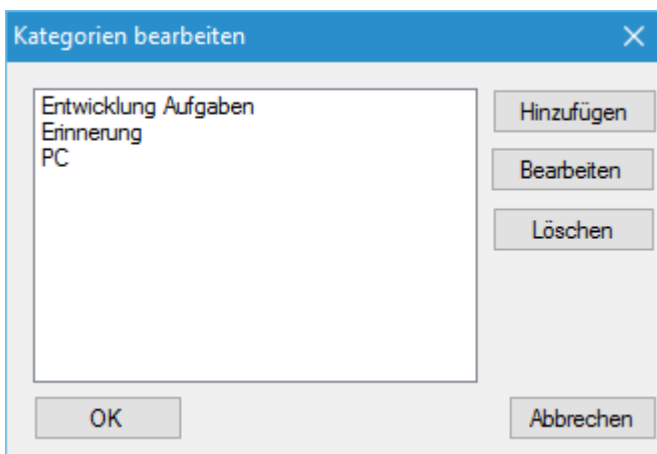 Kategorien bearbeiten
Entwicklung Aufgaben
Erinnerung
PC
Hinzufügen
Bearbeiten
Löschen
OK
Abbrechen